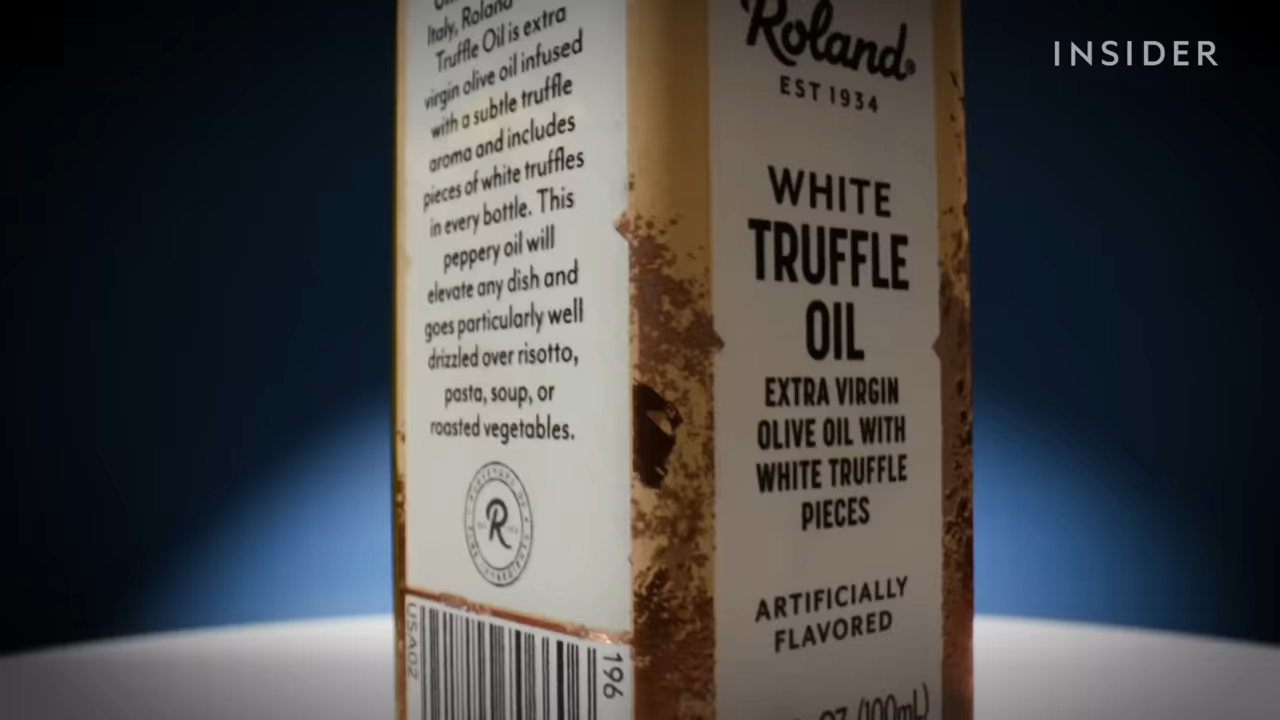 Italy, Roland
Truffle Oil is extra
virgin olive oil infused
with a subtle truffle
aroma and includes
pieces of white truffles
in every bottle. This
peppery oil will
elevate any dish and
goes particularly well
drizzled over risotto,
pasta, soup, or
roasted vegetables.
R
USA02
196
Roland®
EST 1934
WHITE
TRUFFLE
OIL
EXTRA VIRGIN
OLIVE OIL WITH
WHITE TRUFFLE
PIECES
ARTIFICIALLY
FLAVORED
OZ (100mL)
INSIDER